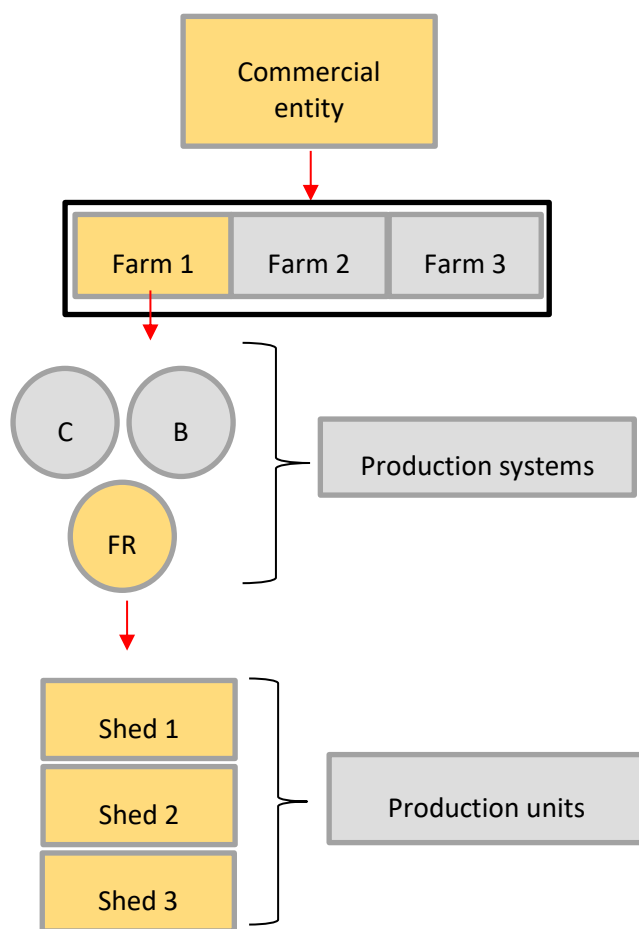 Commercial
entity
Farm 1
Farm 2
Farm 3
C
B
Production systems
FR
Shed 1
Shed 2
Production units
Shed 3